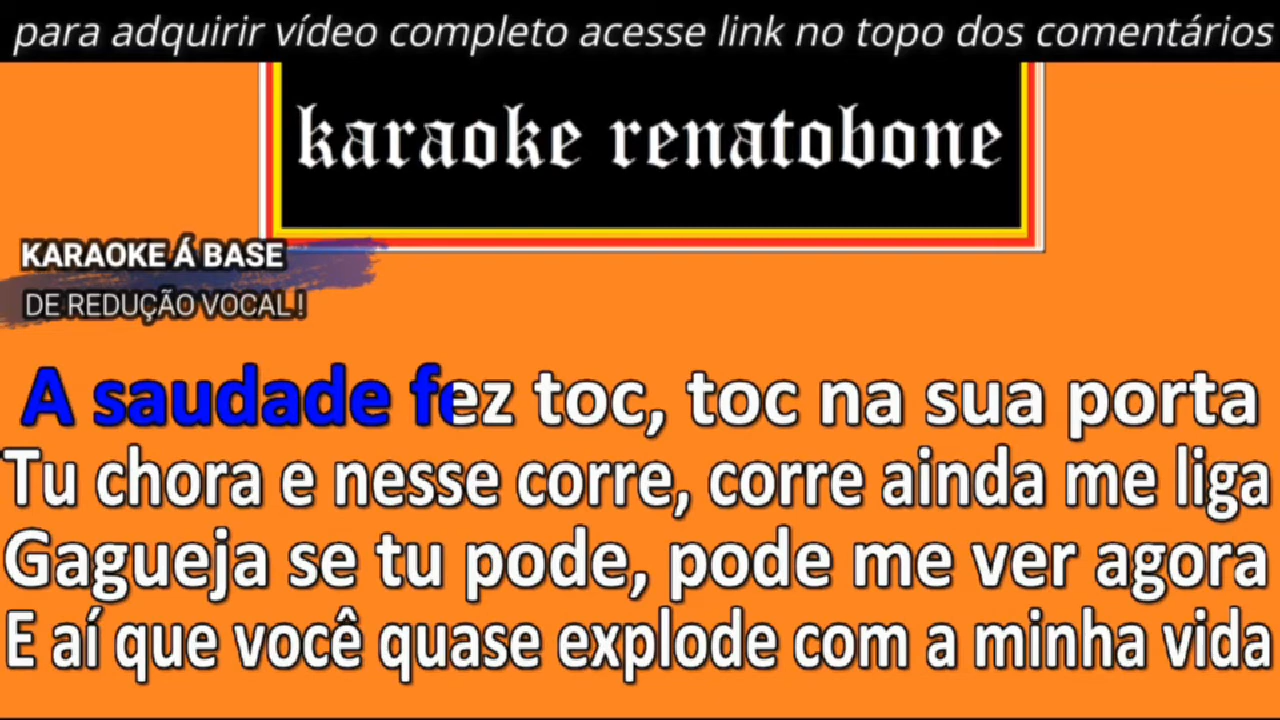 para adquirir vídeo completo acesse link no topo dos comentários
karaoke renatobone
KARAOKE Á BASE
DE REDUÇÃO VOCAL !
A saudade fez toc, toc na sua porta
Tu chora e nesse corre, corre ainda me liga
Gagueja se tu pode, pode me ver agora
E aí que você quase explode com a minha vida